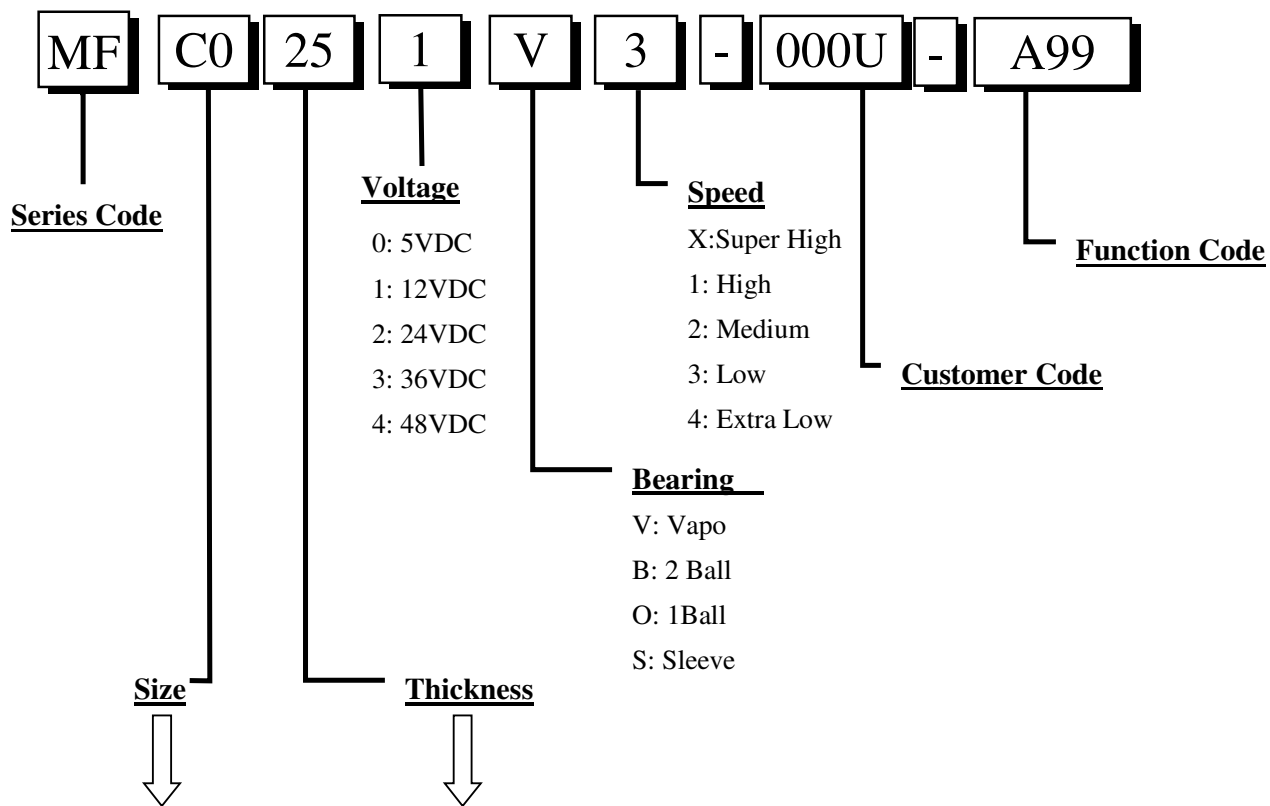 MF C0 25 1 V 3 - 000U - A99
Series Code
Voltage
0: 5VDC
1: 12VDC
2: 24VDC
3: 36VDC
4: 48VDC
Speed
X:Super High
1: High
2: Medium
3: Low
4: Extra Low
Function Code
Customer Code
Bearing
V: Vapo
B: 2 Ball
O: 1Ball
S: Sleeve
Size
Thickness